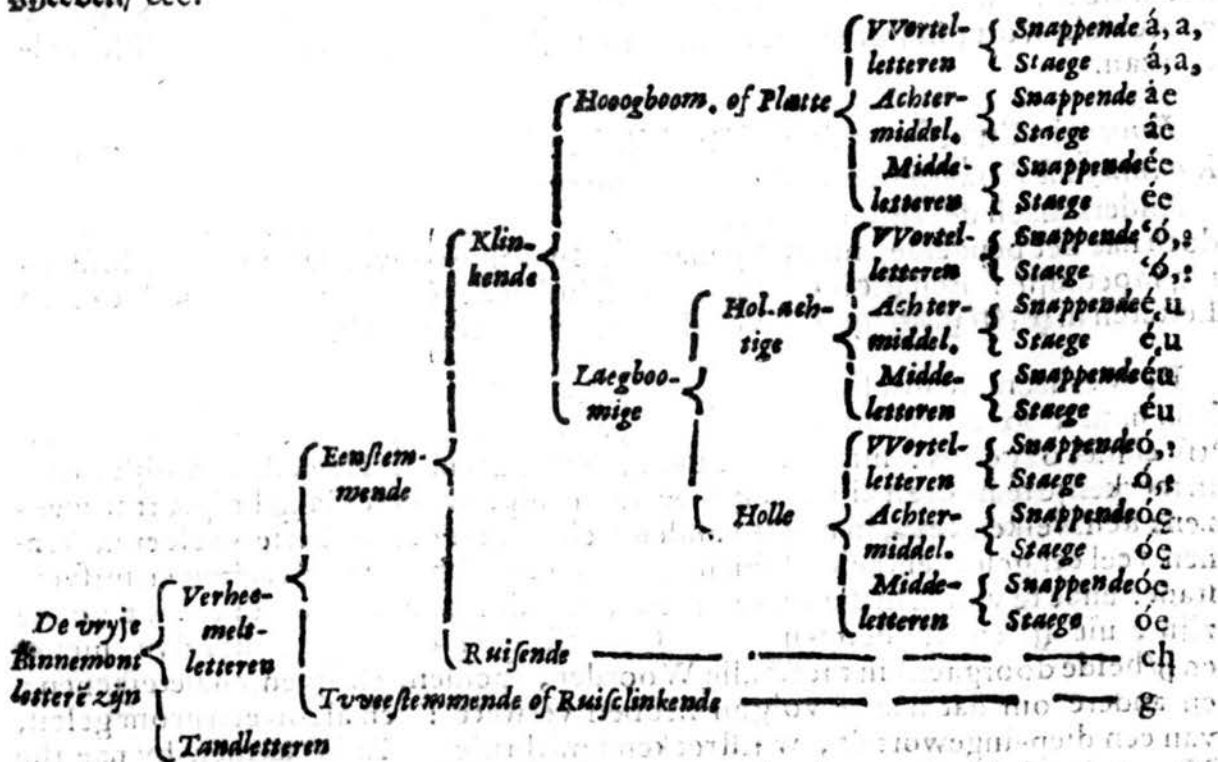 VVortel- Snappende á, a,
letteren Staege á, a,
Hooogboom. of Platte Achter- Snappende áe
middel. Staege áe
Midde- Snappende ée
letteren Staege ée
Klin- VVortel- Snappende ‘ó,:
kende letteren Staege ‘ó,:
Hol-ach- Achter- Snappende é,u
tige middel. Staege é,u
Laegboo- Midde- Snappende éu
mige letteren Staege éu
Eenstem- VVortel- Snappende ó,:
mende letteren Staege ó,:
Holle Achter- Snappende óe
middel. Staege óe
Verhee- Midde- Snappende óe
De vryje mels- letteren Staege óe
Binnemont letteren Ruisende ch
letterē zijn Tvveestemmende of Ruisclinkende g
Tandletteren